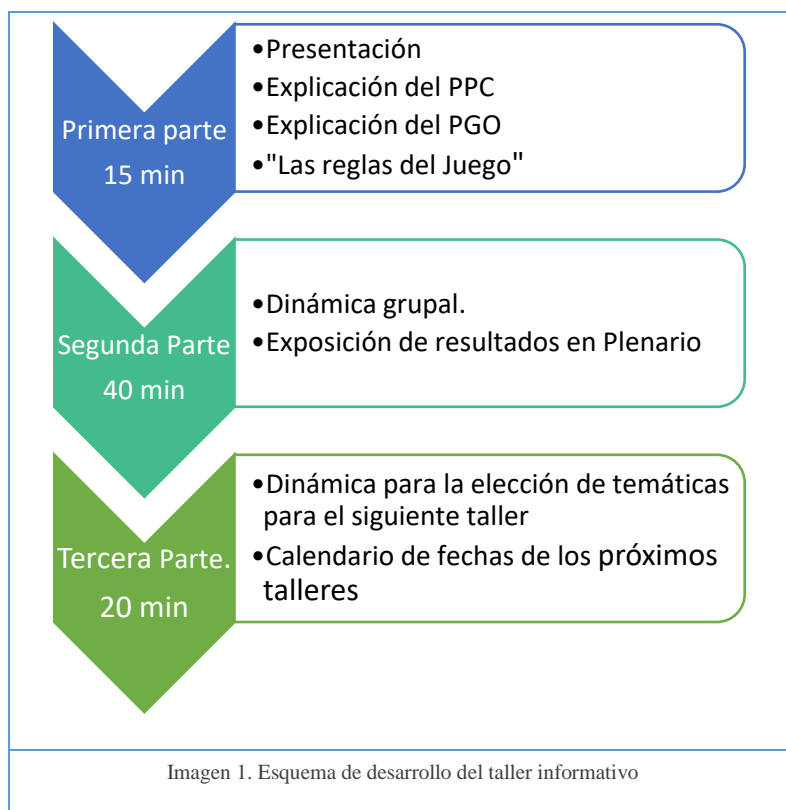 Primera parte
15 min
•Presentación
•Explicación del PPC
•Explicación del PGO
•"Las reglas del Juego"
Segunda Parte
40 min
•Dinámica grupal.
•Exposición de resultados en Plenario
Tercera Parte.
20 min
•Dinámica para la elección de temáticas
para el siguiente taller
•Calendario de fechas de los próximos
talleres
Imagen 1. Esquema de desarrollo del taller informativo